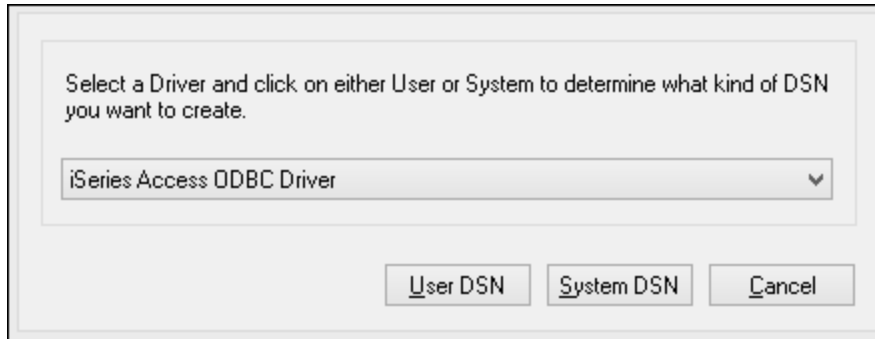 Select a Driver and click on either User or System to determine what kind of DSN
you want to create.
iSeries Access ODBC Driver
User DSN System DSN Cancel